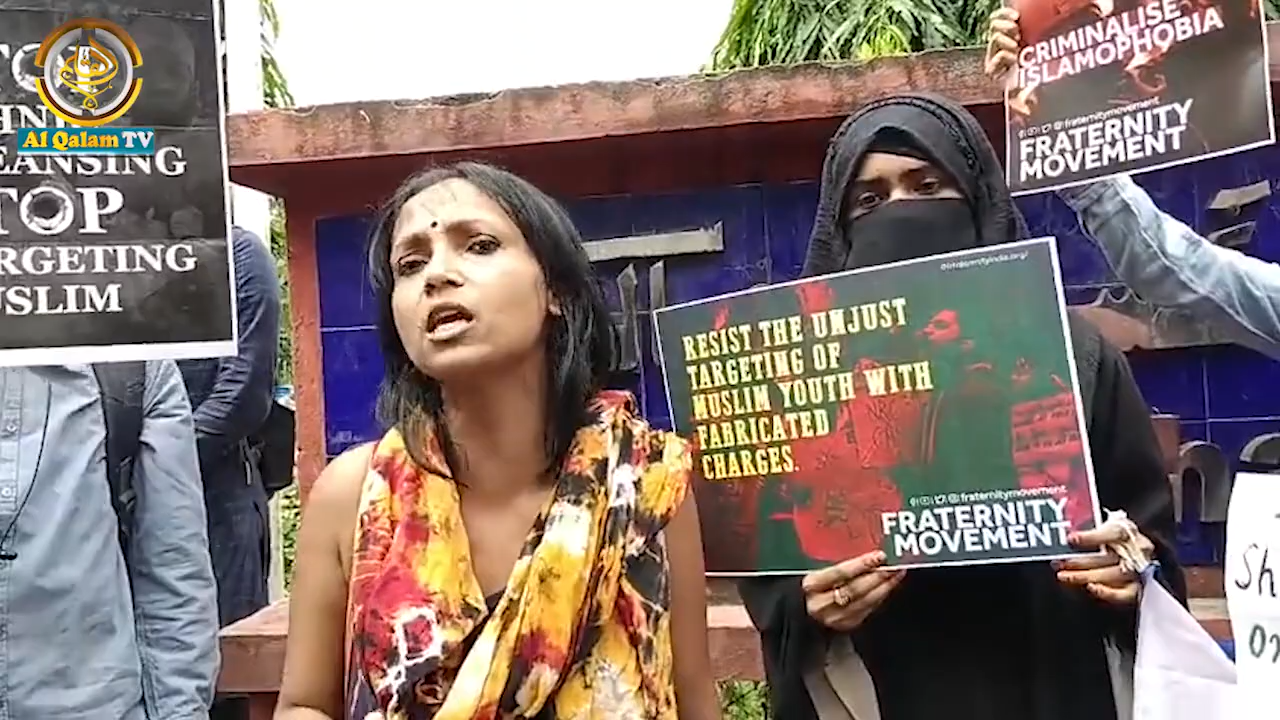 Al Qalam TV
EANSING
TOP
RGETING
USLIM
RESIST THE UNJUST
TARGETING OF
MUSLIM YOUTH WITH
FABRICATED
CHARGES.
fraternitymovement
FRATERNITY
MOVEMENT
CRIMINALISE
ISLAMOPHOBIA
fraternitymovement
FRATERNITY
MOVEMENT
Sh